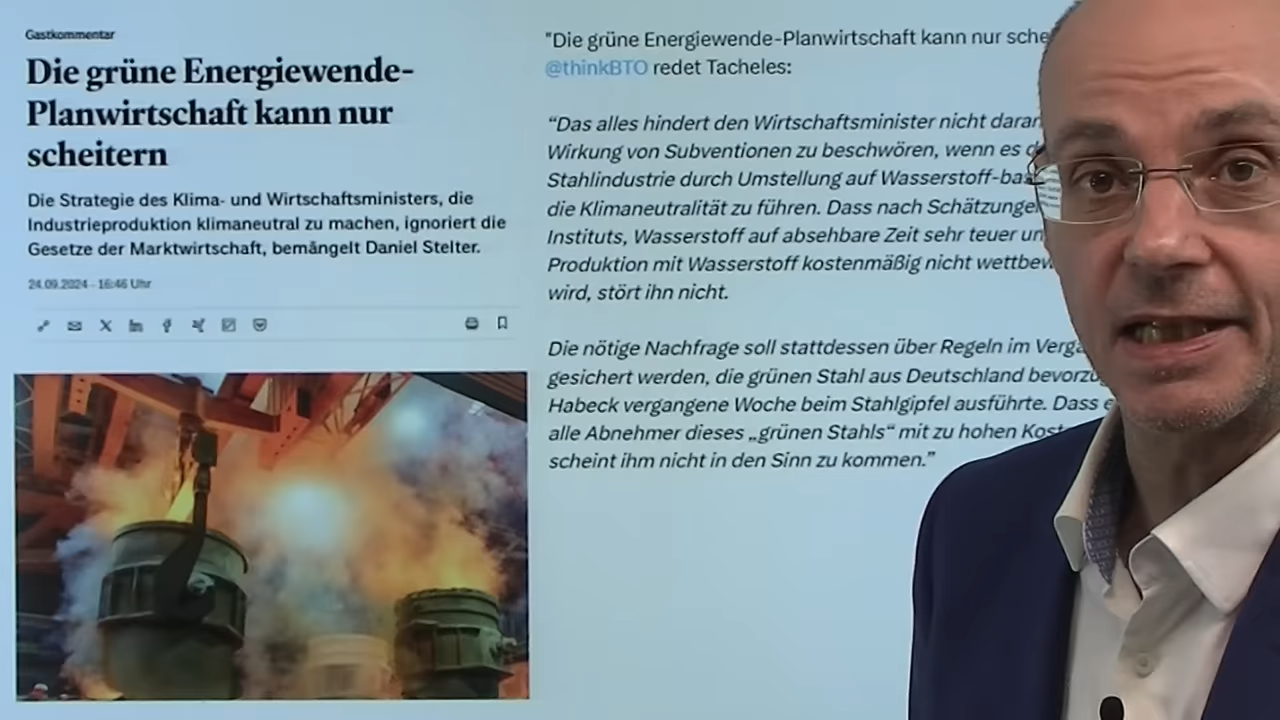 Gastkommentar
Die grüne Energiewende-
Planwirtschaft kann nur
scheitern
Die Strategie des Klima- und Wirtschaftsministers, die
Industrieproduktion klimaneutral zu machen, ignoriert die
Gesetze der Marktwirtschaft, bemängelt Daniel Stelter.
24.09.2024 - 16:46 Uhr
"Die grüne Energiewende-Planwirtschaft kann nur sche
@thinkBTO redet Tacheles:
“Das alles hindert den Wirtschaftsminister nicht daran
Wirkung von Subventionen zu beschwören, wenn es d
Stahlindustrie durch Umstellung auf Wasserstoff-bas
die Klimaneutralität zu führen. Dass nach Schätzungen
Instituts, Wasserstoff auf absehbare Zeit sehr teuer un
Produktion mit Wasserstoff kostenmäßig nicht wettbew
wird, stört ihn nicht.
Die nötige Nachfrage soll stattdessen über Regeln im Verga
gesichert werden, die grünen Stahl aus Deutschland bevorzu
Habeck vergangene Woche beim Stahlgipfel ausführte. Dass e
alle Abnehmer dieses „grünen Stahls“ mit zu hohen Kost
scheint ihm nicht in den Sinn zu kommen.”